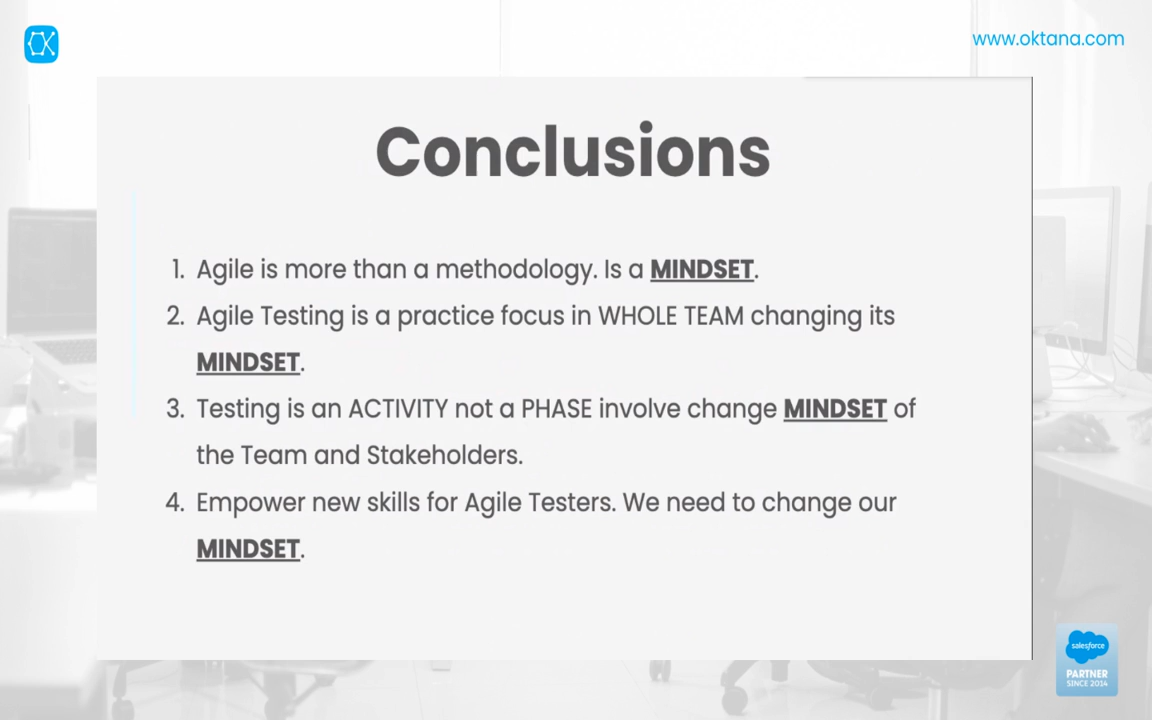 www.oktana.com
Conclusions
1. Agile is more than a methodology. Is a MINDSET.
2. Agile Testing is a practice focus in WHOLE TEAM changing its
MINDSET.
3. Testing is an ACTIVITY not a PHASE involve change MINDSET of
the Team and Stakeholders.
4. Empower new skills for Agile Testers. We need to change our
MINDSET.
salesforce
PARTNER
SINCE 2014